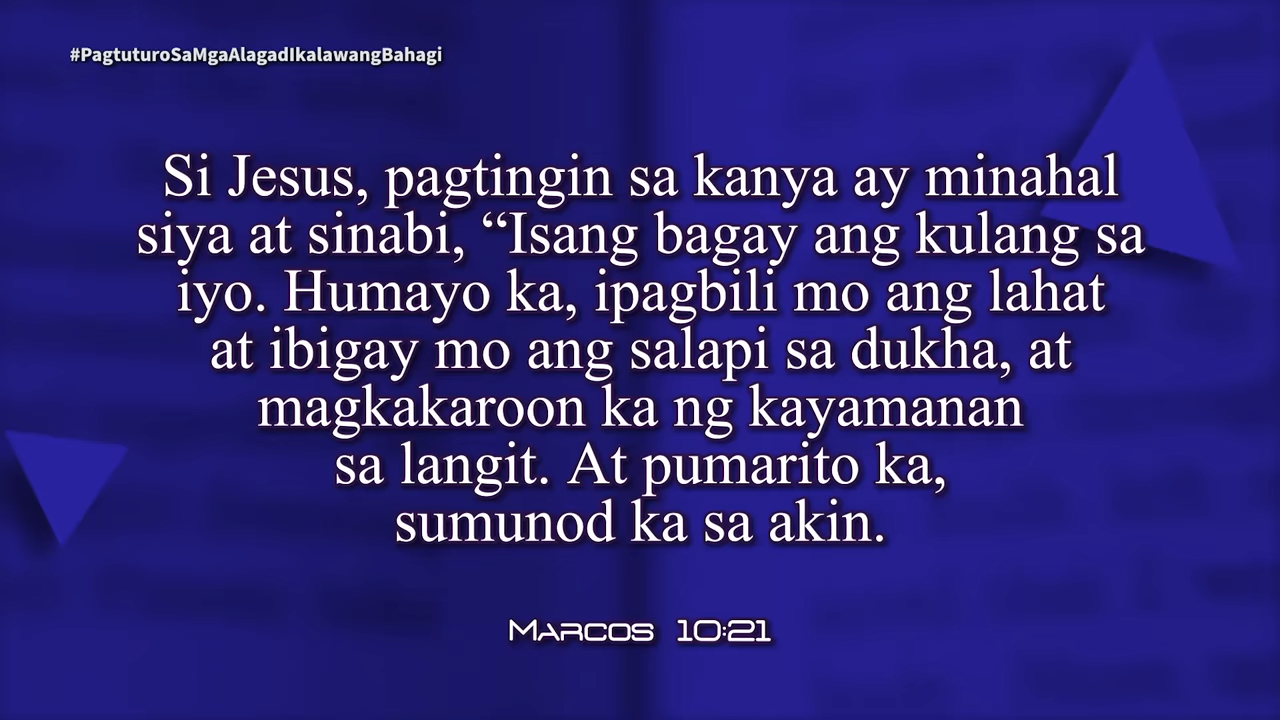 #PagtuturoSaMgaAlagadIkalawangBahagi
Si Jesus, pagtingin sa kanya ay minahal
siya at sinabi, “Isang bagay ang kulang sa
iyo. Humayo ka, ipagbili mo ang lahat
at ibigay mo ang salapi sa dukha, at
magkakaroon ka ng kayamanan
sa langit. At pumarito ka,
sumunod ka sa akin.
Marcos 10:21